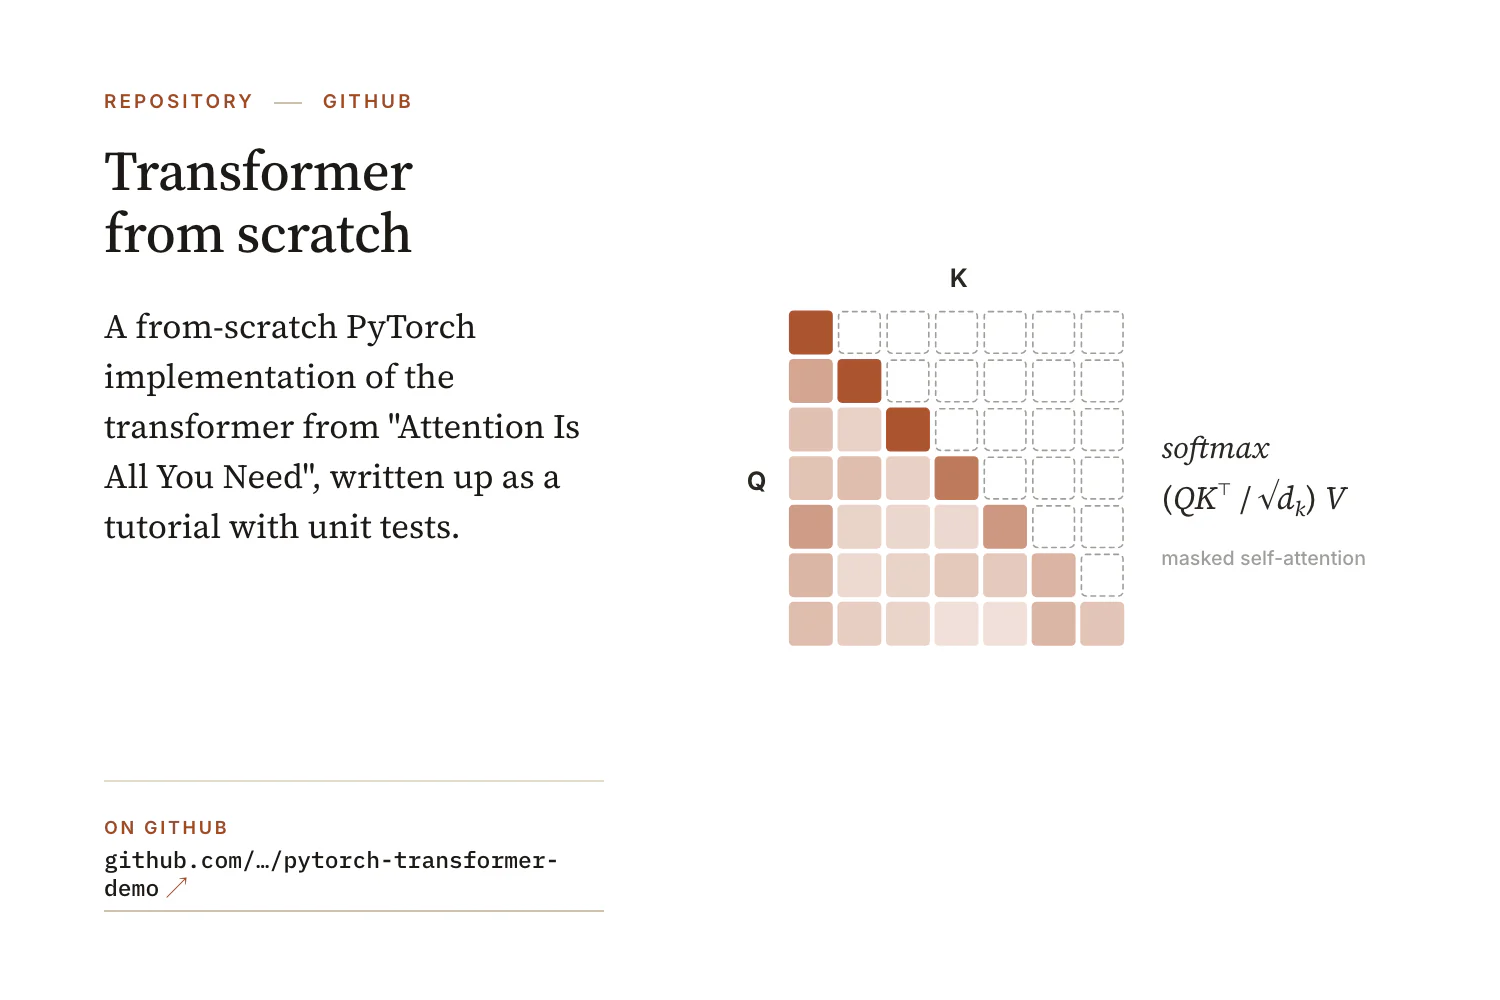 REPOSITORY — GITHUB
Transformer
from scratch
A from-scratch PyTorch
implementation of the
transformer from "Attention Is
All You Need", written up as a
tutorial with unit tests.
K
Q
softmax
(QK⊤ / √dₖ) V
masked self-attention
ON GITHUB
github.com/…/pytorch-transformer-
demo ↗